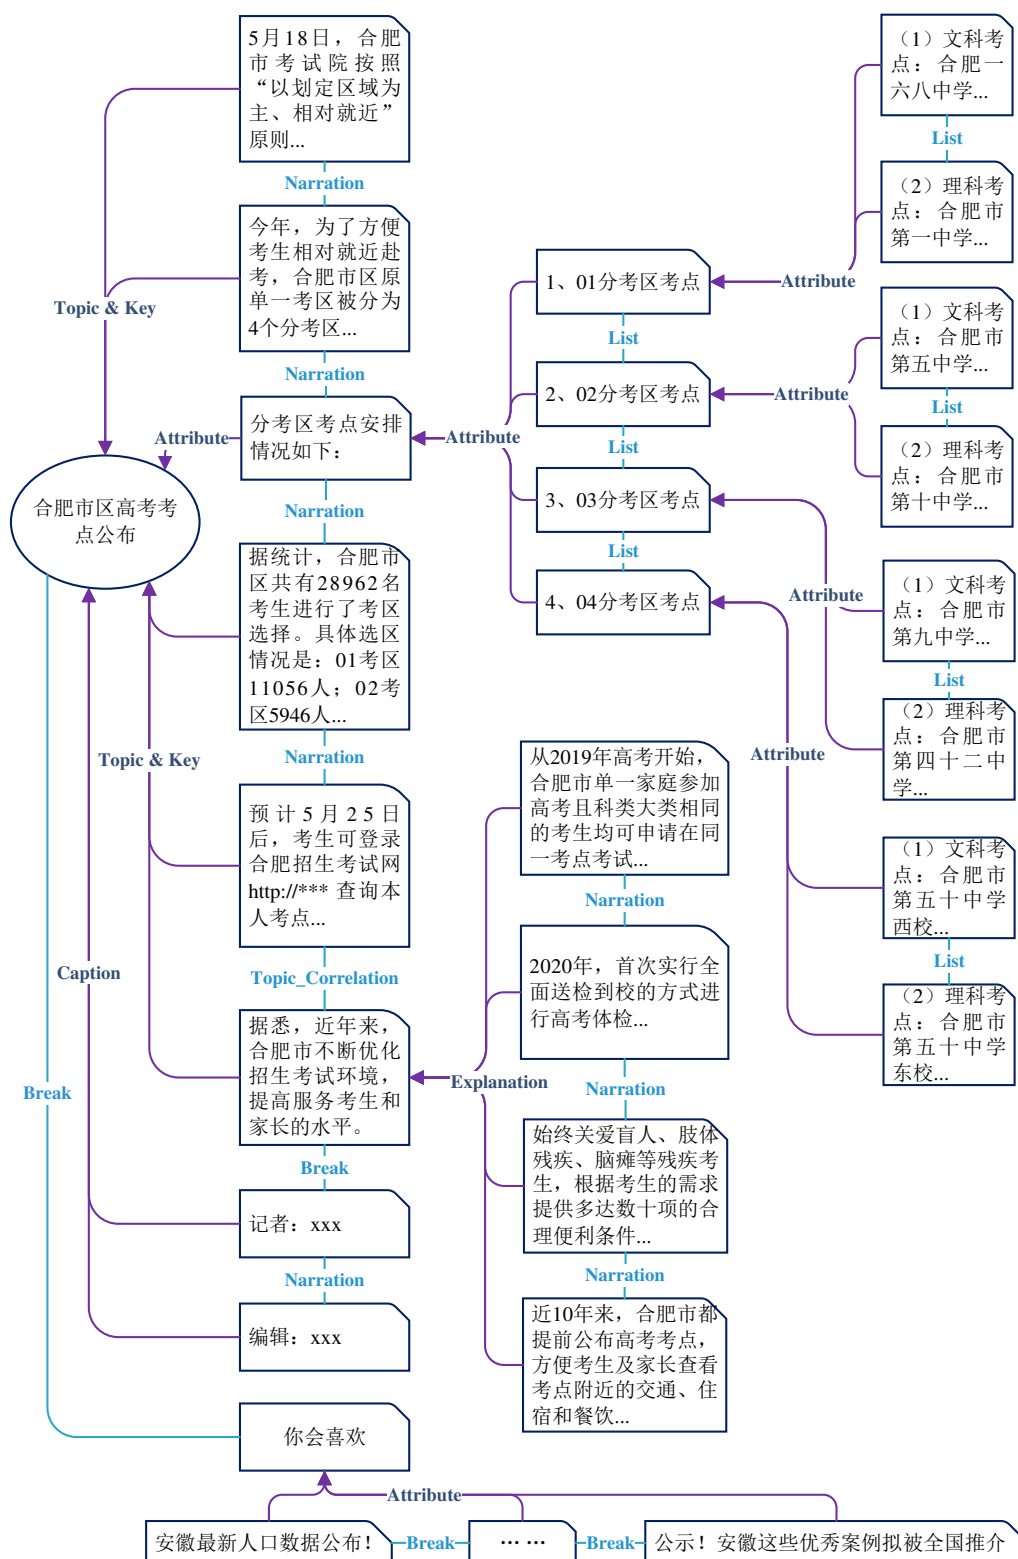 5月18日，合肥
市考试院按照
“以划定区域为
主、相对就近”
原则...
Narration
今年，为了方便
考生相对就近赴
考，合肥市区原
单一考区被分为
4个分考区...
Topic & Key
Narration
分考区考点安排
情况如下：
Attribute
Narration
合肥市区高考考
点公布
据统计，合肥市
区共有28962名
考生进行了考区
选择。具体选区
情况是：01考区
11056人；02考
区5946人...
Topic & Key
Narration
预计5月25日
后，考生可登录
合肥招生考试网
http://*** 查询本
人考点...
Caption
Topic_Correlation
据悉，近年来，
合肥市不断优化
招生考试环境，
提高服务考生和
家长的水平。
Break
Break
记者：xxx
Narration
编辑：xxx
你会喜欢
Attribute
安徽最新人口数据公布！
Break
... ...
Break
公示！安徽这些优秀案例拟被全国推介
Attribute
1、01分考区考点
List
2、02分考区考点
List
3、03分考区考点
List
4、04分考区考点
Attribute
（1）文科考
点：合肥一
六八中学...
List
（2）理科考
点：合肥市
第一中学...
Attribute
（1）文科考
点：合肥市
第五中学...
List
（2）理科考
点：合肥市
第十中学...
Attribute
（1）文科考
点：合肥市
第九中学...
List
（2）理科考
点：合肥市
第四十二中
学...
Attribute
（1）文科考
点：合肥市
第五十中学
西校...
List
（2）理科考
点：合肥市
第五十中学
东校...
Explanation
从2019年高考开始，
合肥市单一家庭参加
高考且科类大类相同
的考生均可申请在同
一考点考试...
Narration
2020年，首次实行全
面送检到校的方式进
行高考体检...
Narration
始终关爱盲人、肢体
残疾、脑瘫等残疾考
生，根据考生的需求
提供多达数十项的合
理便利条件...
Narration
近10年来，合肥市都
提前公布高考考点，
方便考生及家长查看
考点附近的交通、住
宿和餐饮...